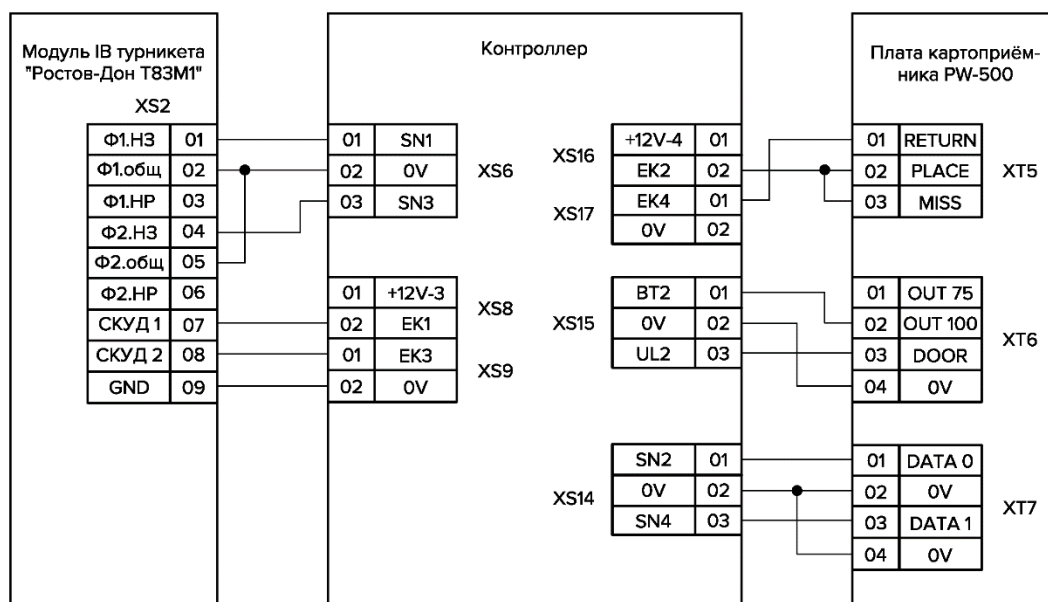 Модуль IB турникета
"Ростов-Дон Т83М1"
XS2
Ф1.НЗ 01
Ф1.общ 02
Ф1.НР 03
Ф2.НЗ 04
Ф2.общ 05
Ф2.НР 06
СКУД 1 07
СКУД 2 08
GND 09
Контроллер
01 SN1
02 0V
03 SN3
XS6
01 +12V-3
02 EK1
XS8
01 EK3
02 0V
XS9
XS16
+12V-4 01
EK2 02
XS17
EK4 01
0V 02
XS15
BT2 01
0V 02
UL2 03
XS14
SN2 01
0V 02
SN4 03
Плата картоприём-
ника PW-500
01 RETURN
02 PLACE
03 MISS
XT5
01 OUT 75
02 OUT 100
03 DOOR
04 0V
XT6
01 DATA 0
02 0V
03 DATA 1
04 0V
XT7